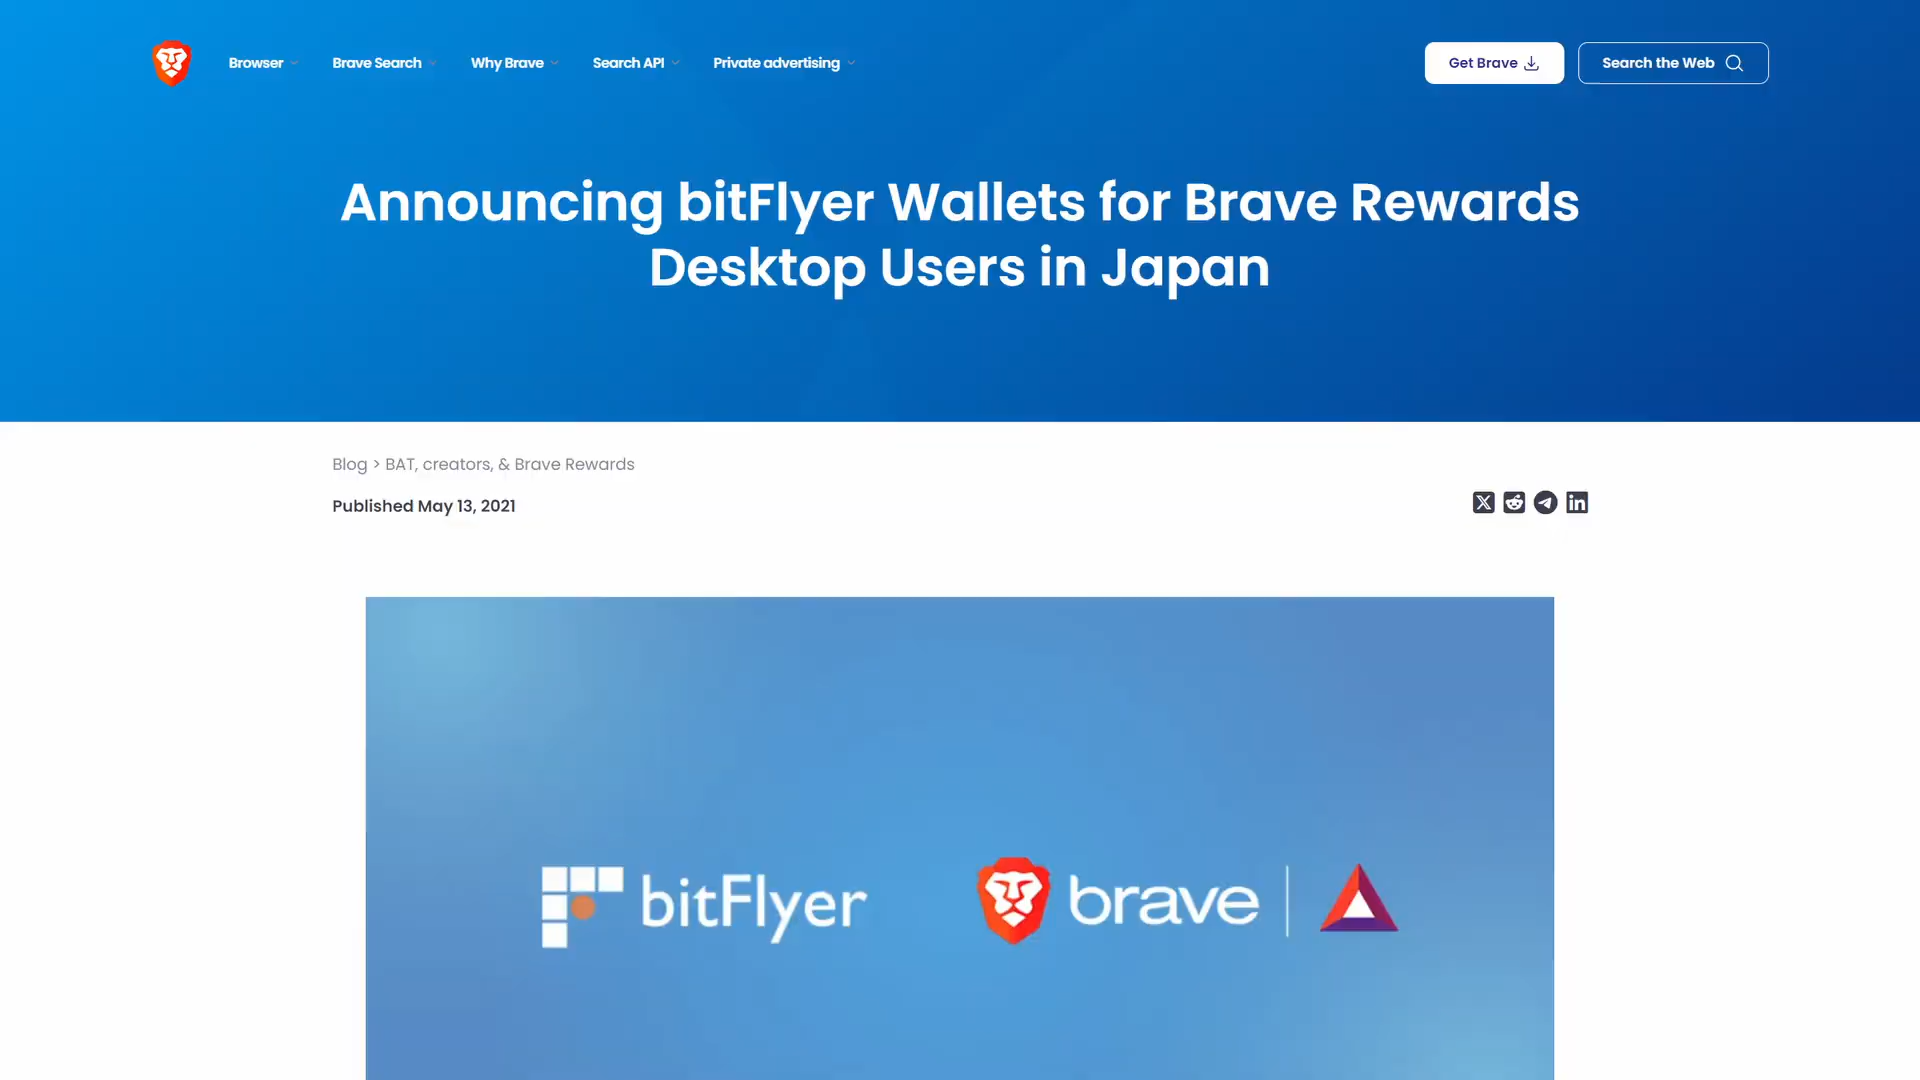 Browser
Brave Search
Why Brave
Search API
Private advertising
Get Brave
Search the Web
Announcing bitFlyer Wallets for Brave Rewards
Desktop Users in Japan
Blog > BAT, creators, & Brave Rewards
Published May 13, 2021
bitFlyer
brave